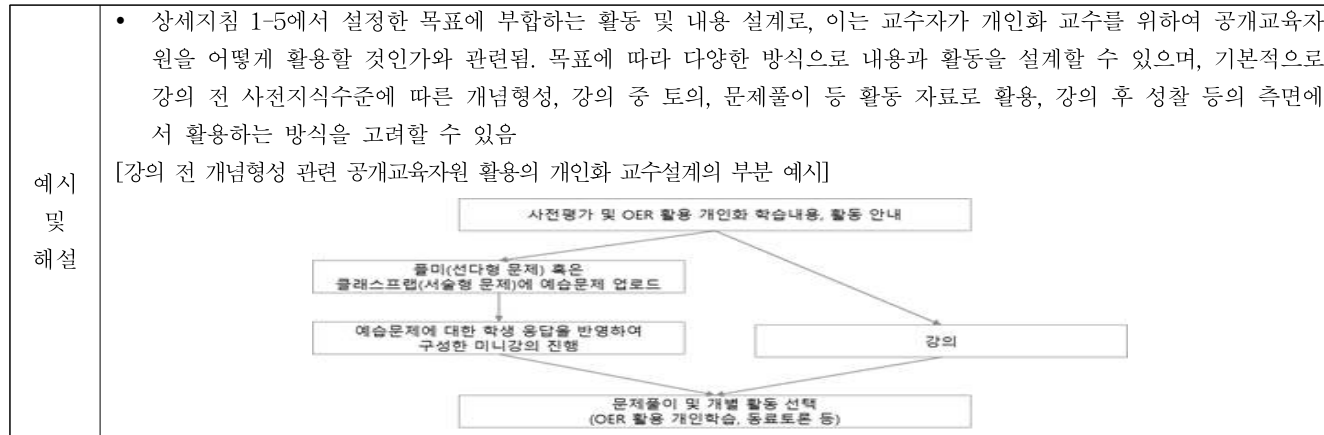 • 상세지침 1-5에서 설정한 목표에 부합하는 활동 및 내용 설계로, 이는 교수자가 개인화 교수를 위하여 공개교육자
원을 어떻게 활용할 것인가와 관련됨. 목표에 따라 다양한 방식으로 내용과 활동을 설계할 수 있으며, 기본적으로
강의 전 사전지식수준에 따른 개념형성, 강의 중 토의, 문제풀이 등 활동 자료로 활용, 강의 후 성찰 등의 측면에
서 활용하는 방식을 고려할 수 있음
예시
및
해설
[강의 전 개념형성 관련 공개교육자원 활용의 개인화 교수설계의 부분 예시]
사전평가 및 OER 활용 개인화 학습내용, 활동 안내
플미(선다형 문제) 혹은
클래스프랩(서술형 문제)에 예습문제 업로드
예습문제에 대한 학생 응답을 반영하여
구성한 미니강의 진행
강의
문제풀이 및 개별 활동 선택
(OER 활용 개인학습, 동료토론 등)